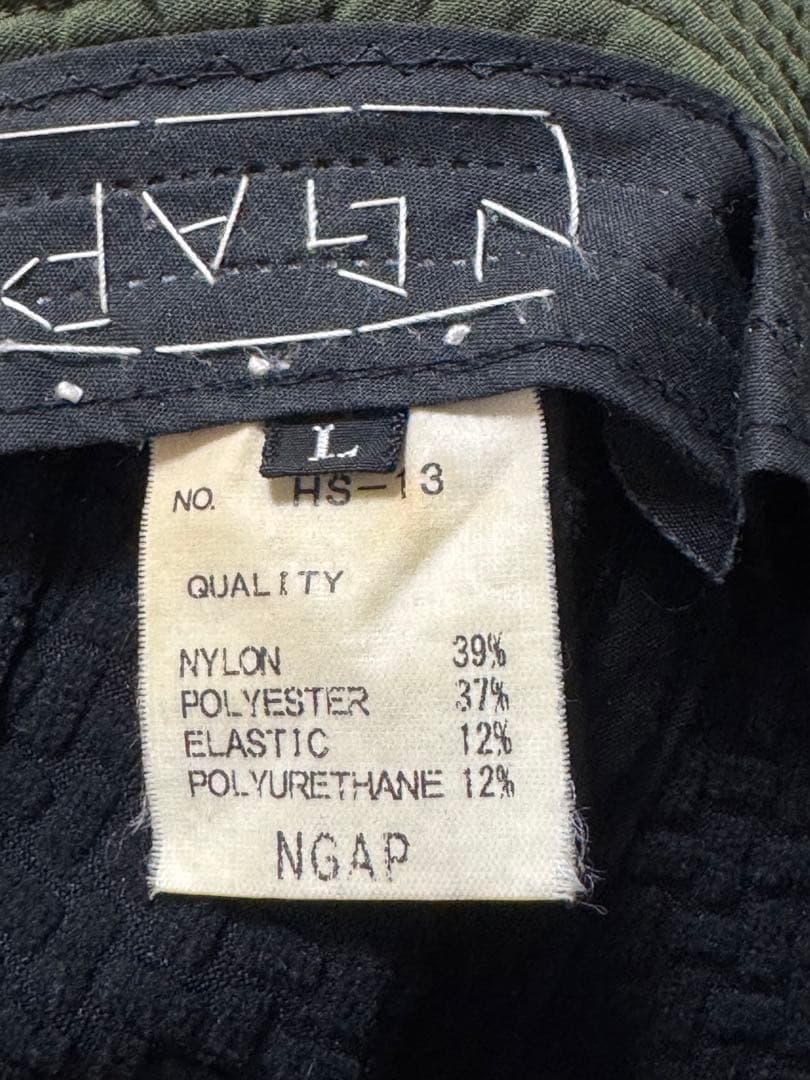 NGAP
L
NO. HS-13
QUALITY
NYLON 39%
POLYESTER 37%
ELASTIC 12%
POLYURETHANE 12%
NGAP